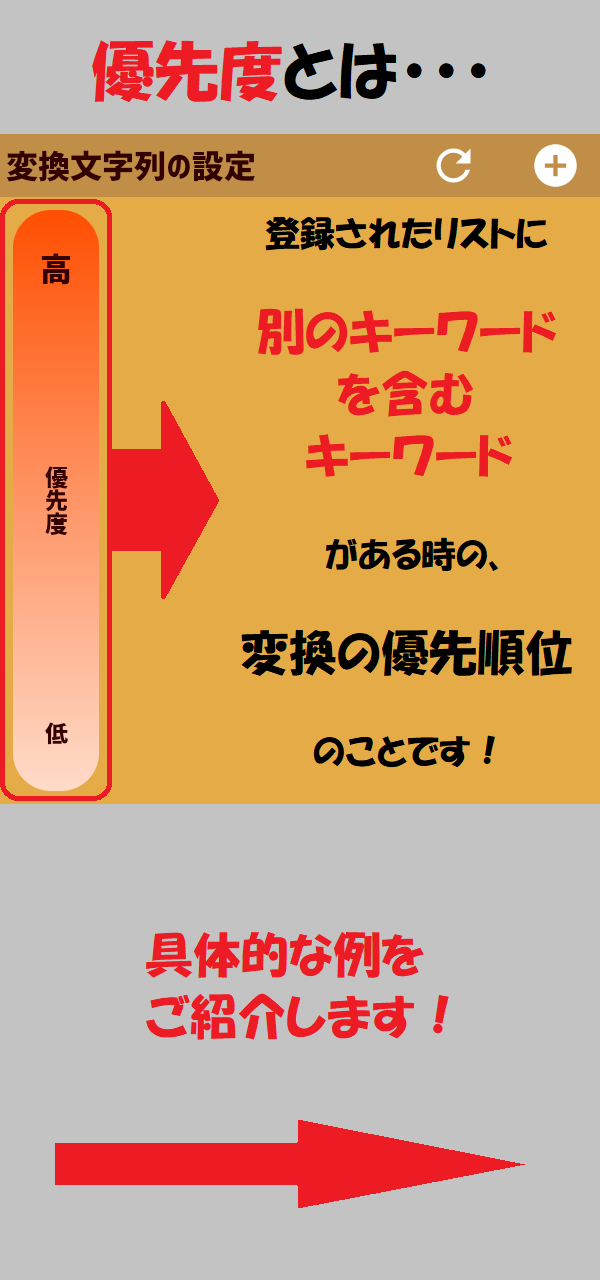 優先度とは・・・
変換文字列の設定
高
優先度
低
登録されたリストに
別のキーワード
を含む
キーワード
がある時の、
変換の優先順位
のことです！
具体的な例を
ご紹介します！